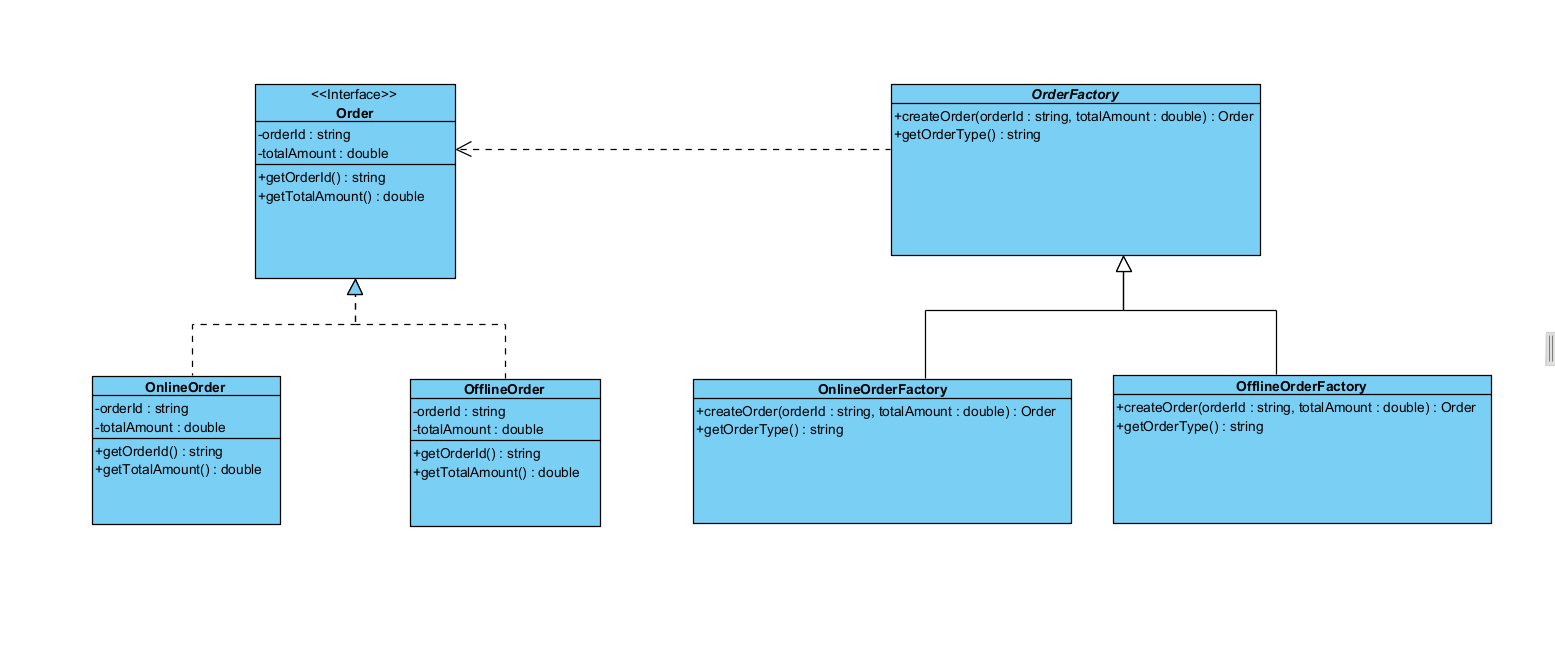 <<Interface>>
Order
-orderId : string
-totalAmount : double
+getOrderId() : string
+getTotalAmount() : double
OrderFactory
+createOrder(orderId : string, totalAmount : double) : Order
+getOrderType() : string
OnlineOrder
-orderId : string
-totalAmount : double
+getOrderId() : string
+getTotalAmount() : double
OfflineOrder
-orderId : string
-totalAmount : double
+getOrderId() : string
+getTotalAmount() : double
OnlineOrderFactory
+createOrder(orderId : string, totalAmount : double) : Order
+getOrderType() : string
OfflineOrderFactory
+createOrder(orderId : string, totalAmount : double) : Order
+getOrderType() : string